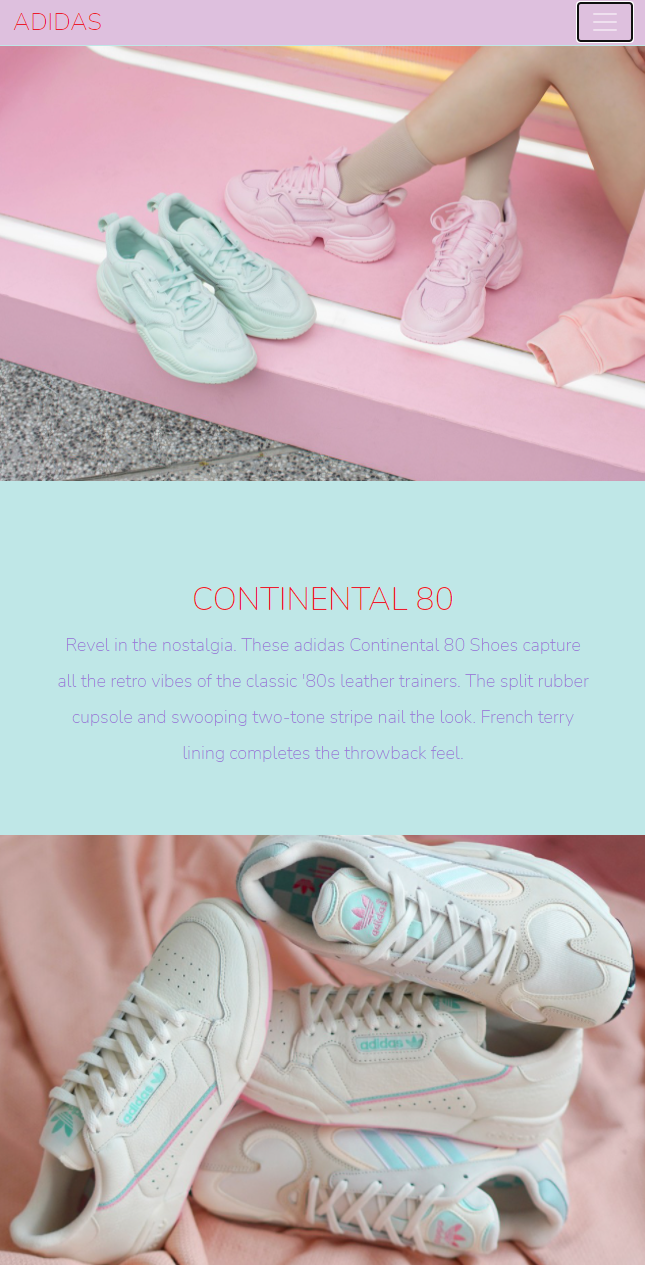 ADIDAS
CONTINENTAL 80
Revel in the nostalgia. These adidas Continental 80 Shoes capture
all the retro vibes of the classic '80s leather trainers. The split rubber
cupsole and swooping two-tone stripe nail the look. French terry
lining completes the throwback feel.
adidas
adidas
adidas